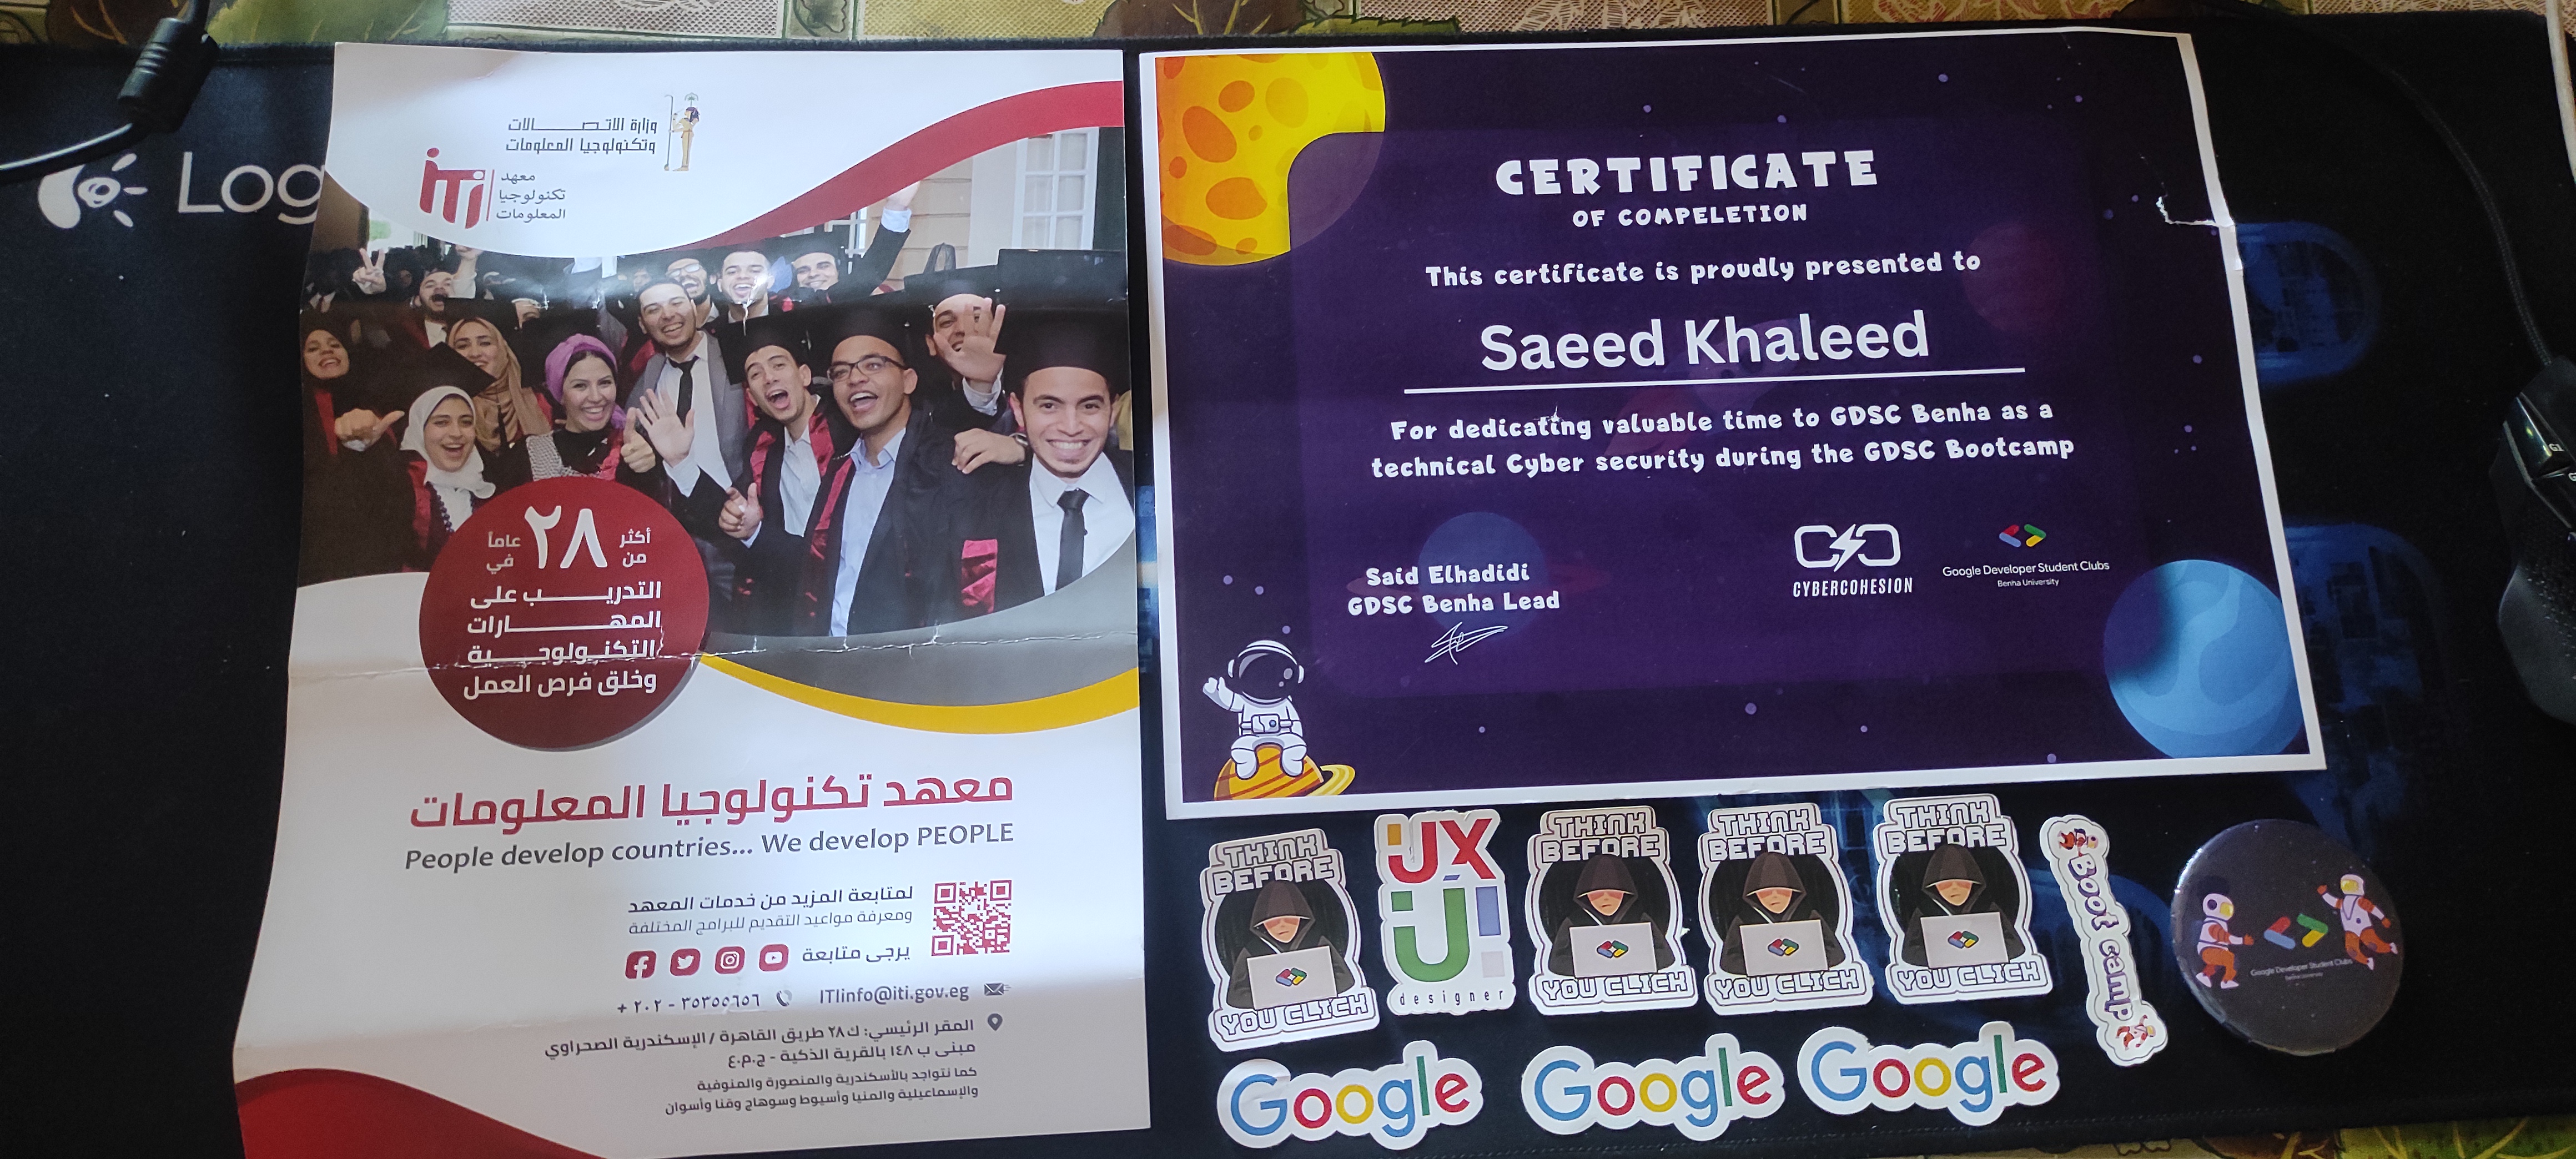 Log
وزارة الاتصالات
وتكنولوجيا المعلومات
iTi
معهد
تكنولوجيا
المعلومات
أكثر من ٢٨ عاماً في
التدريب على
المهارات
التكنولوجية
وخلق فرص العمل
معهد تكنولوجيا المعلومات
People develop countries... We develop PEOPLE
لمتابعة المزيد من خدمات المعهد
ومعرفة مواعيد التقديم للبرامج المختلفة
يرجى متابعة
ITIinfo@iti.gov.eg
+ ٢٠٢ - ٣٥٣٥٥٦٥٦
المقر الرئيسي: ك ٢٨ طريق القاهرة / الإسكندرية الصحراوي
مبنى ب ١٤٨ بالقرية الذكية - ج.م.ع
كما نتواجد بالأسكندرية والمنصورة والمنوفية
والإسماعيلية والمنيا وأسيوط وسوهاج وقنا وأسوان
CERTIFICATE
OF COMPELETION
This certificate is proudly presented to
Saeed Khaleed
For dedicating valuable time to GDSC Benha as a
technical Cyber security during the GDSC Bootcamp
Said Elhadidi
GDSC Benha Lead
CYBERCOHESION
Google Developer Student Clubs
Benha University
THINK
BEFORE
YOU CLICK
UX
UI
designer
THINK
BEFORE
YOU CLICK
THINK
BEFORE
YOU CLICK
THINK
BEFORE
YOU CLICK
Boot camp
Google Developer Student Clubs
Benha University
Google
Google
Google